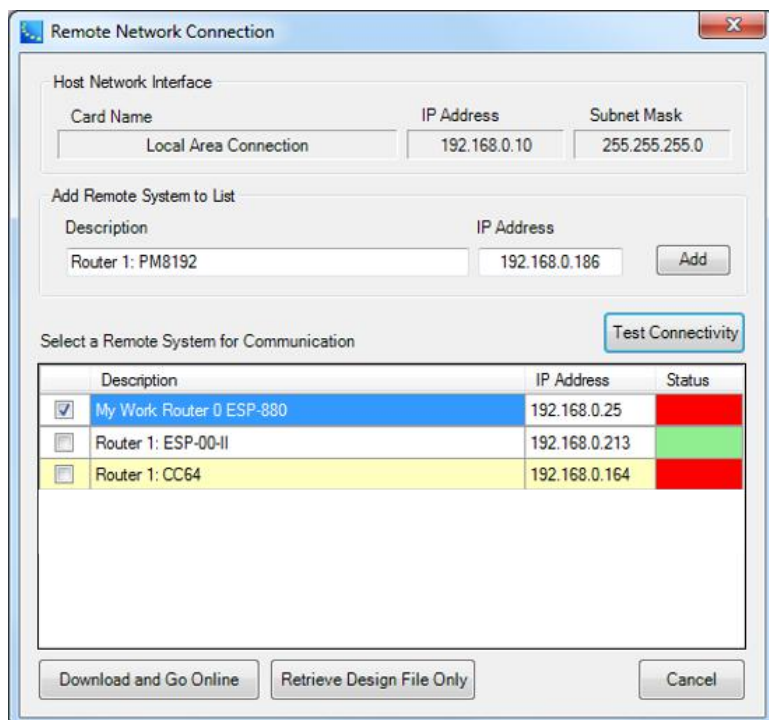 Remote Network Connection
Host Network Interface
Card Name IP Address Subnet Mask
Local Area Connection 192.168.0.10 255.255.255.0
Add Remote System to List
Description IP Address
Router 1: PM8192 192.168.0.186 Add
Select a Remote System for Communication Test Connectivity
Description IP Address Status
My Work Router 0 ESP-880 192.168.0.25
Router 1: ESP-00-II 192.168.0.213
Router 1: CC64 192.168.0.164
Download and Go Online Retrieve Design File Only Cancel